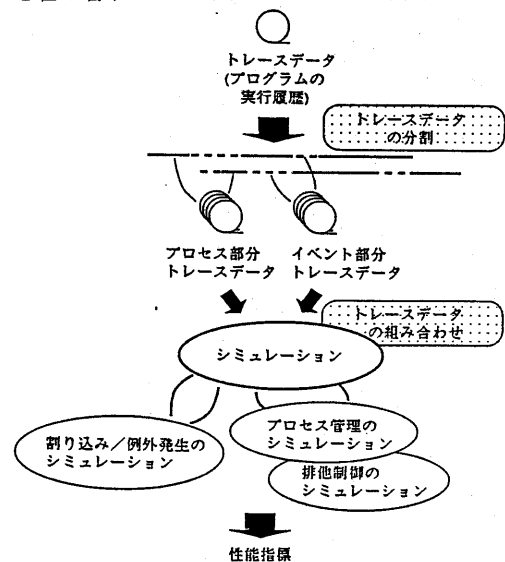 トレースデータ
(プログラムの
実行履歴)
トレースデータ
の分割
プロセス部分
トレースデータ
イベント部分
トレースデータ
トレースデータ
の組み合わせ
シミュレーション
割り込み/例外発生の
シミュレーション
プロセス管理の
シミュレーション
排他制御の
シミュレーション
性能指標